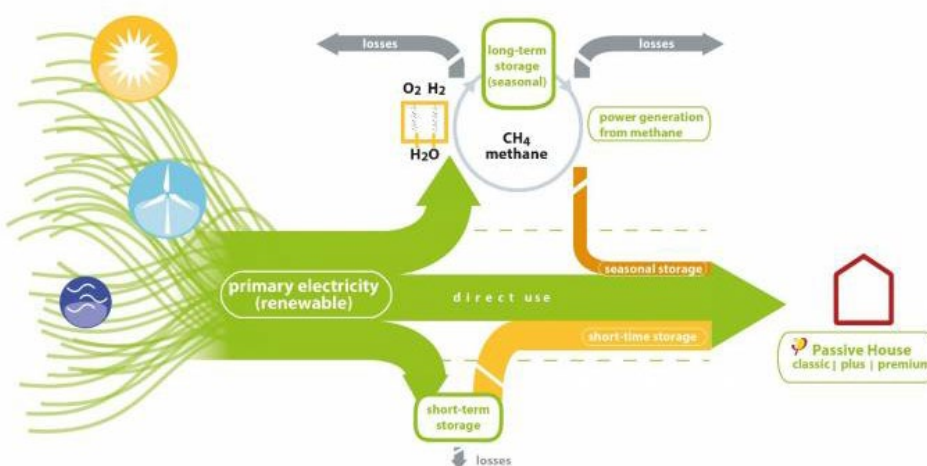 losses
long-term
storage
(seasonal)
losses
O2 H2
H2O
CH4
methane
power generation
from methane
seasonal storage
primary electricity
(renewable)
direct use
short-time storage
Passive House
classic | plus | premium
short-term
storage
losses